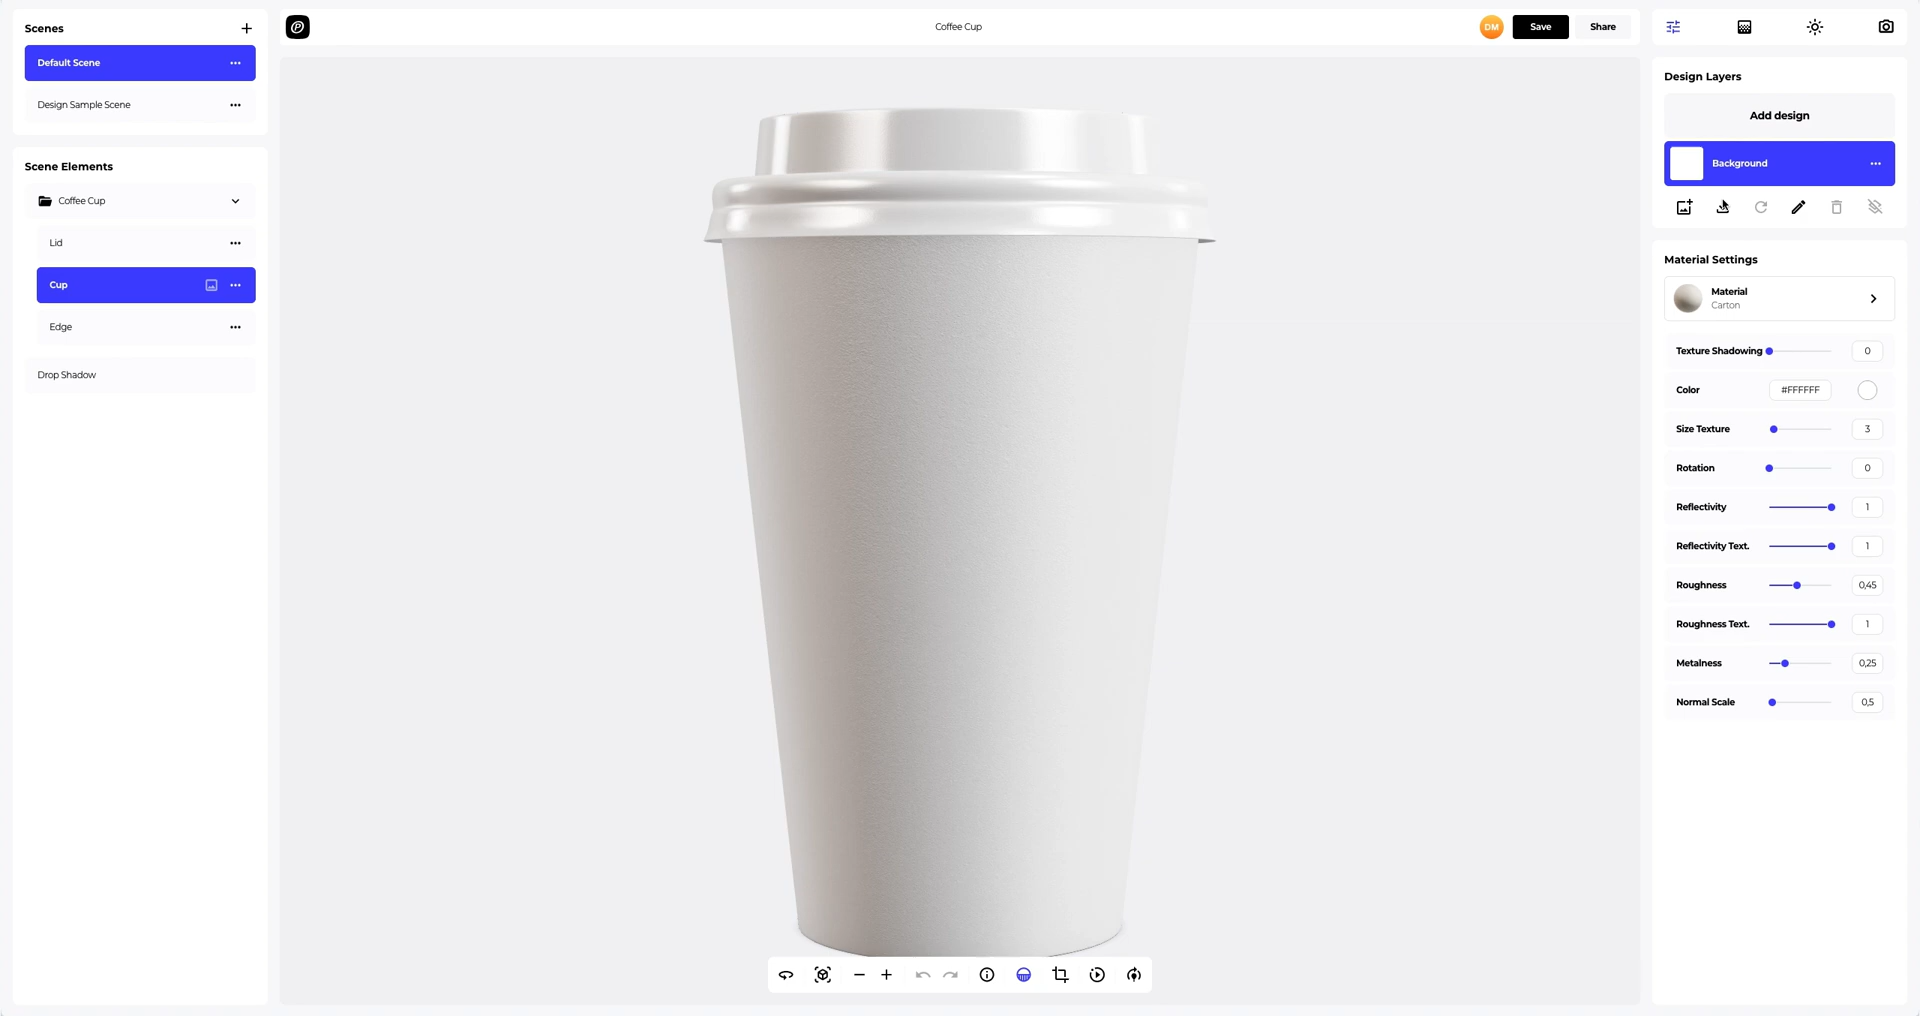 Scenes
Default Scene
Design Sample Scene
Scene Elements
Coffee Cup
Lid
Cup
Edge
Drop Shadow
Coffee Cup
DM
Save
Share
Design Layers
Add design
Background
Material Settings
Material
Carton
Texture Shadowing 0
Color #FFFFFF
Size Texture 3
Rotation 0
Reflectivity 1
Reflectivity Text. 1
Roughness 0,45
Roughness Text. 1
Metalness 0,25
Normal Scale 0,5